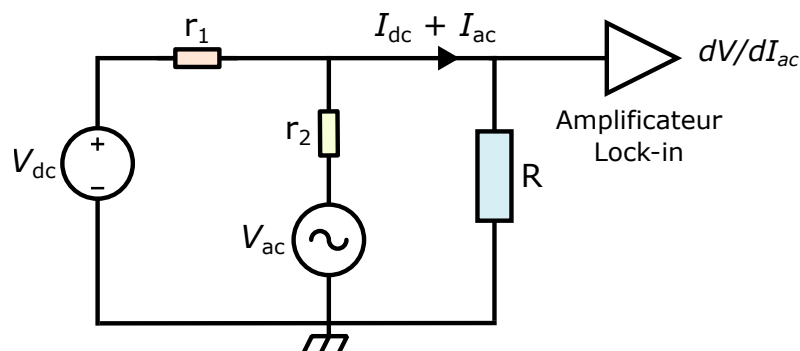 r₁
I_dc + I_ac
dV/dI_ac
r₂
Amplificateur
Lock-in
V_dc
+
−
R
V_ac